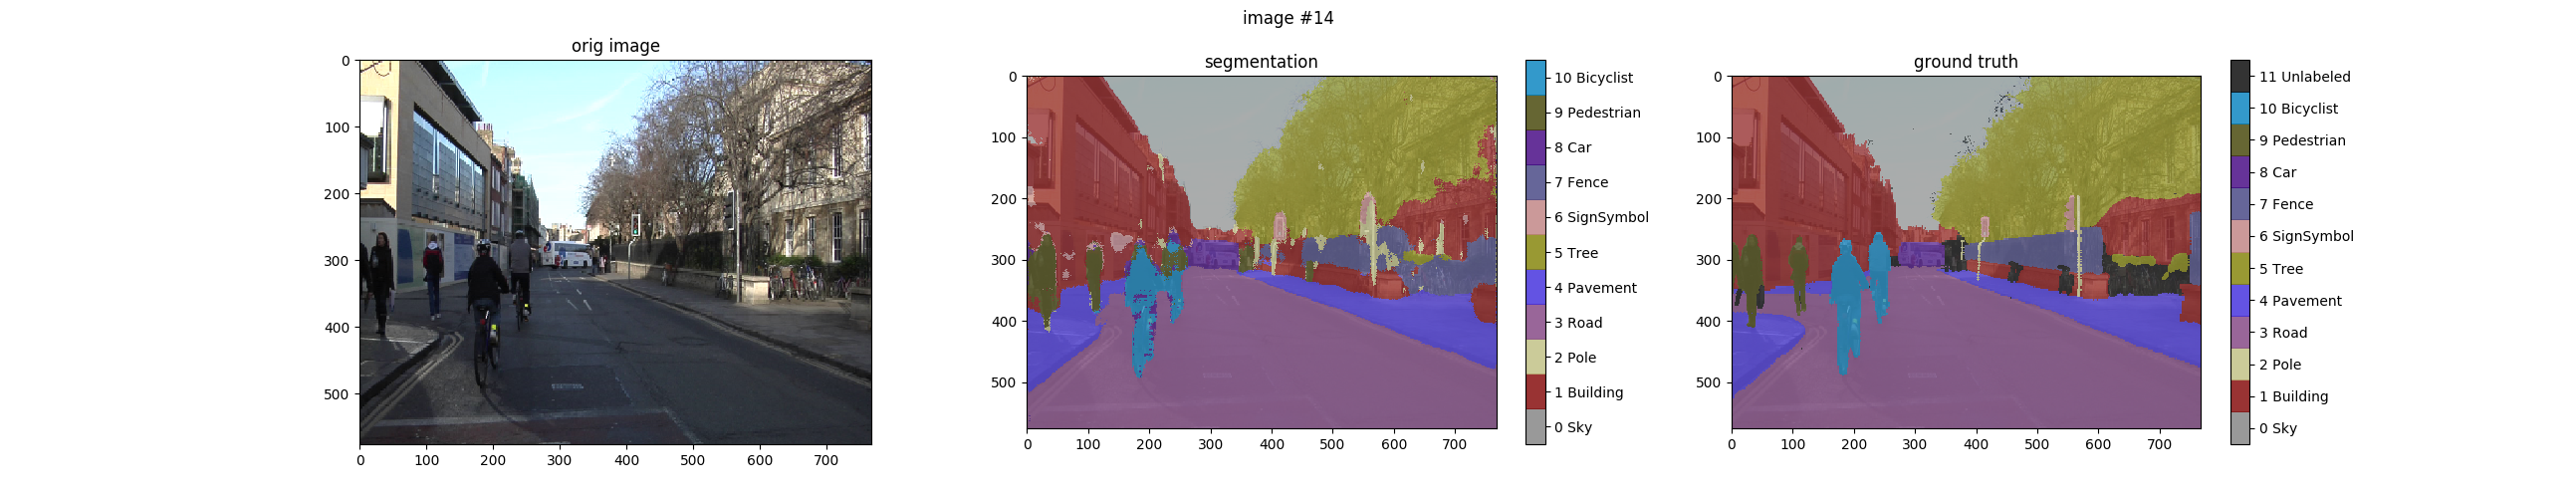 image #14
orig image
0
100
200
300
400
500
0 100 200 300 400 500 600 700
segmentation
0
100
200
300
400
500
0 100 200 300 400 500 600 700
10 Bicyclist
9 Pedestrian
8 Car
7 Fence
6 SignSymbol
5 Tree
4 Pavement
3 Road
2 Pole
1 Building
0 Sky
ground truth
0
100
200
300
400
500
0 100 200 300 400 500 600 700
11 Unlabeled
10 Bicyclist
9 Pedestrian
8 Car
7 Fence
6 SignSymbol
5 Tree
4 Pavement
3 Road
2 Pole
1 Building
0 Sky